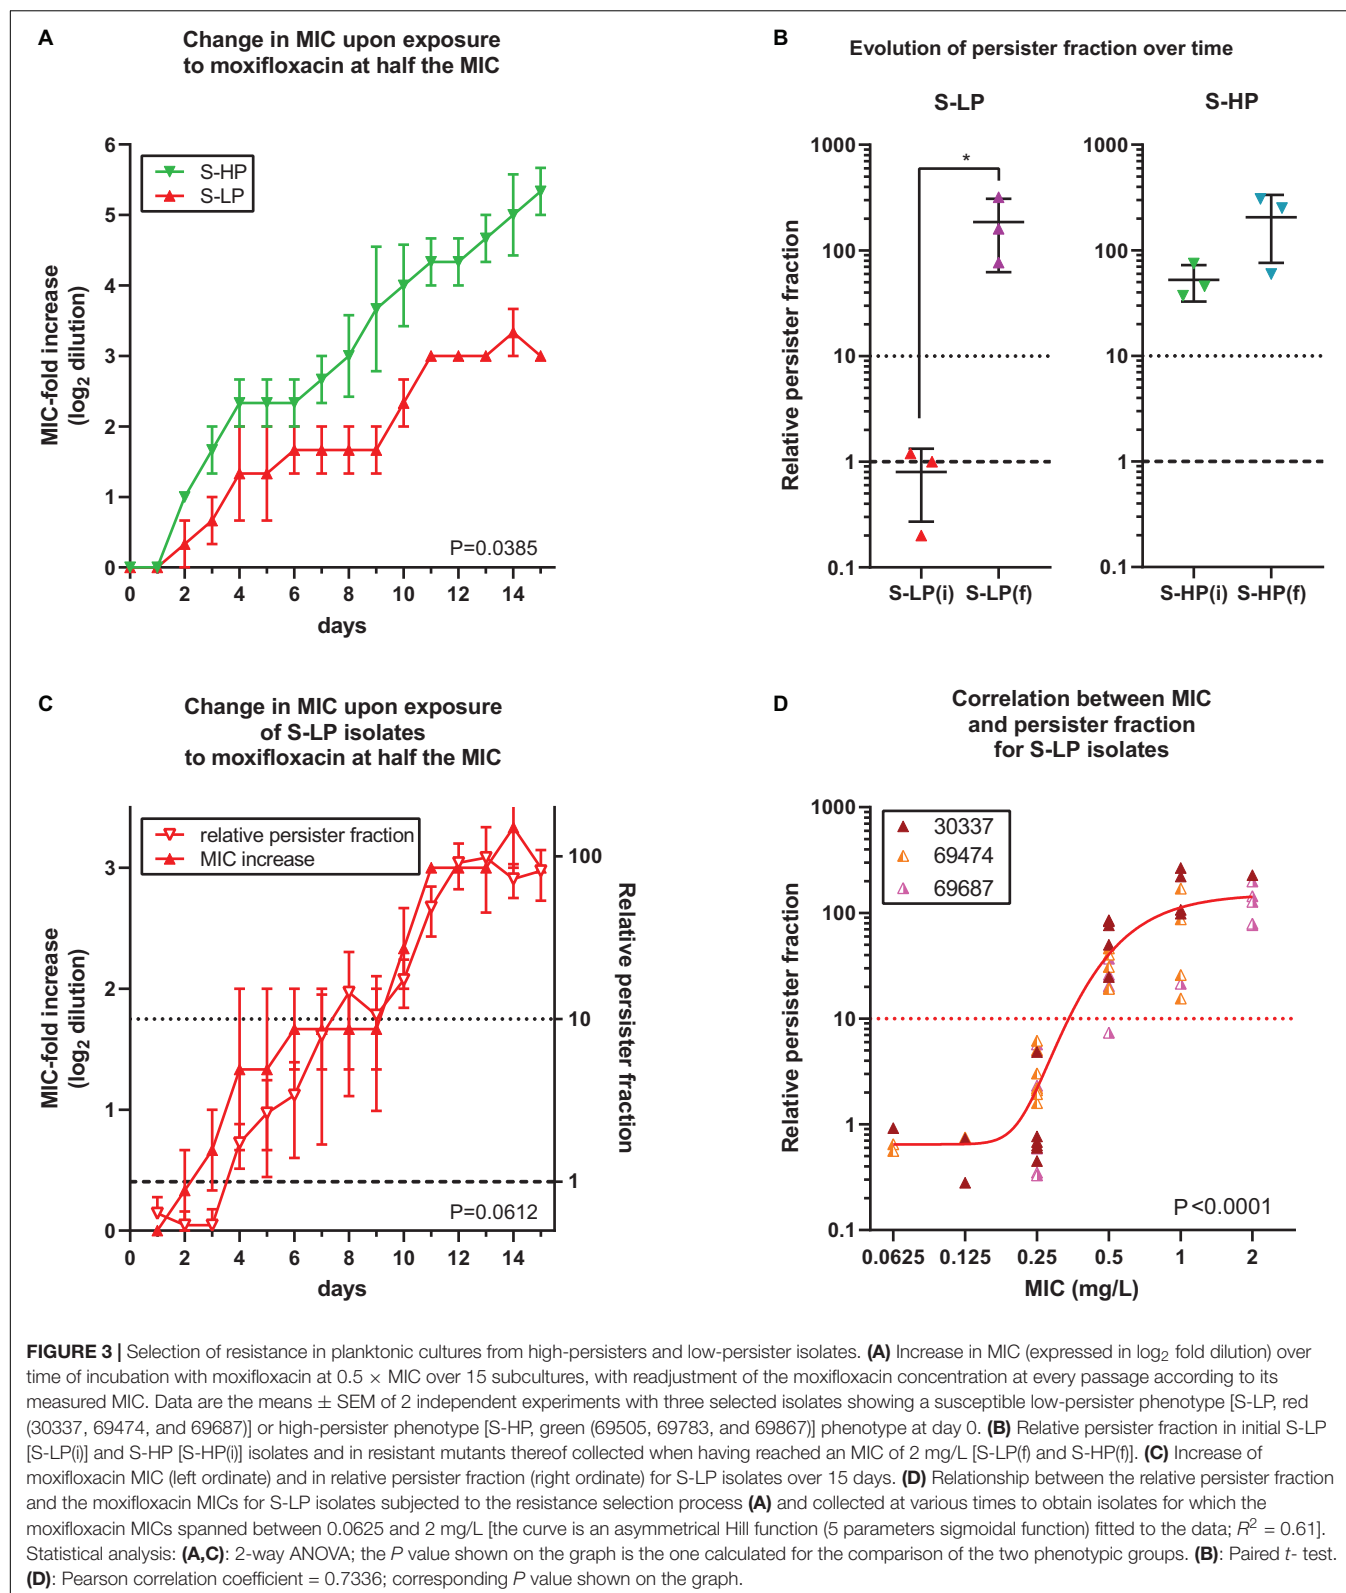 A
Change in MIC upon exposure
to moxifloxacin at half the MIC
MIC-fold increase
(log2 dilution)
6
5
4
3
2
1
0
S-HP
S-LP
P=0.0385
0 2 4 6 8 10 12 14
days
B
Evolution of persister fraction over time
S-LP
S-HP
Relative persister fraction
1000
100
10
1
0.1
*
S-LP(i) S-LP(f)
1000
100
10
1
0.1
S-HP(i) S-HP(f)
C
Change in MIC upon exposure
of S-LP isolates
to moxifloxacin at half the MIC
MIC-fold increase
(log2 dilution)
3
2
1
0
relative persister fraction
MIC increase
100
10
1
Relative persister fraction
P=0.0612
0 2 4 6 8 10 12 14
days
D
Correlation between MIC
and persister fraction
for S-LP isolates
Relative persister fraction
1000
100
10
1
0.1
30337
69474
69687
P <0.0001
0.0625 0.125 0.25 0.5 1 2
MIC (mg/L)
FIGURE 3 | Selection of resistance in planktonic cultures from high-persisters and low-persister isolates. (A) Increase in MIC (expressed in log2 fold dilution) over
time of incubation with moxifloxacin at 0.5 × MIC over 15 subcultures, with readjustment of the moxifloxacin concentration at every passage according to its
measured MIC. Data are the means ± SEM of 2 independent experiments with three selected isolates showing a susceptible low-persister phenotype [S-LP, red
(30337, 69474, and 69687)] or high-persister phenotype [S-HP, green (69505, 69783, and 69867)] phenotype at day 0. (B) Relative persister fraction in initial S-LP
[S-LP(i)] and S-HP [S-HP(i)] isolates and in resistant mutants thereof collected when having reached an MIC of 2 mg/L [S-LP(f) and S-HP(f)]. (C) Increase of
moxifloxacin MIC (left ordinate) and in relative persister fraction (right ordinate) for S-LP isolates over 15 days. (D) Relationship between the relative persister fraction
and the moxifloxacin MICs for S-LP isolates subjected to the resistance selection process (A) and collected at various times to obtain isolates for which the
moxifloxacin MICs spanned between 0.0625 and 2 mg/L [the curve is an asymmetrical Hill function (5 parameters sigmoidal function) fitted to the data; R² = 0.61].
Statistical analysis: (A,C): 2-way ANOVA; the P value shown on the graph is the one calculated for the comparison of the two phenotypic groups. (B): Paired t- test.
(D): Pearson correlation coefficient = 0.7336; corresponding P value shown on the graph.